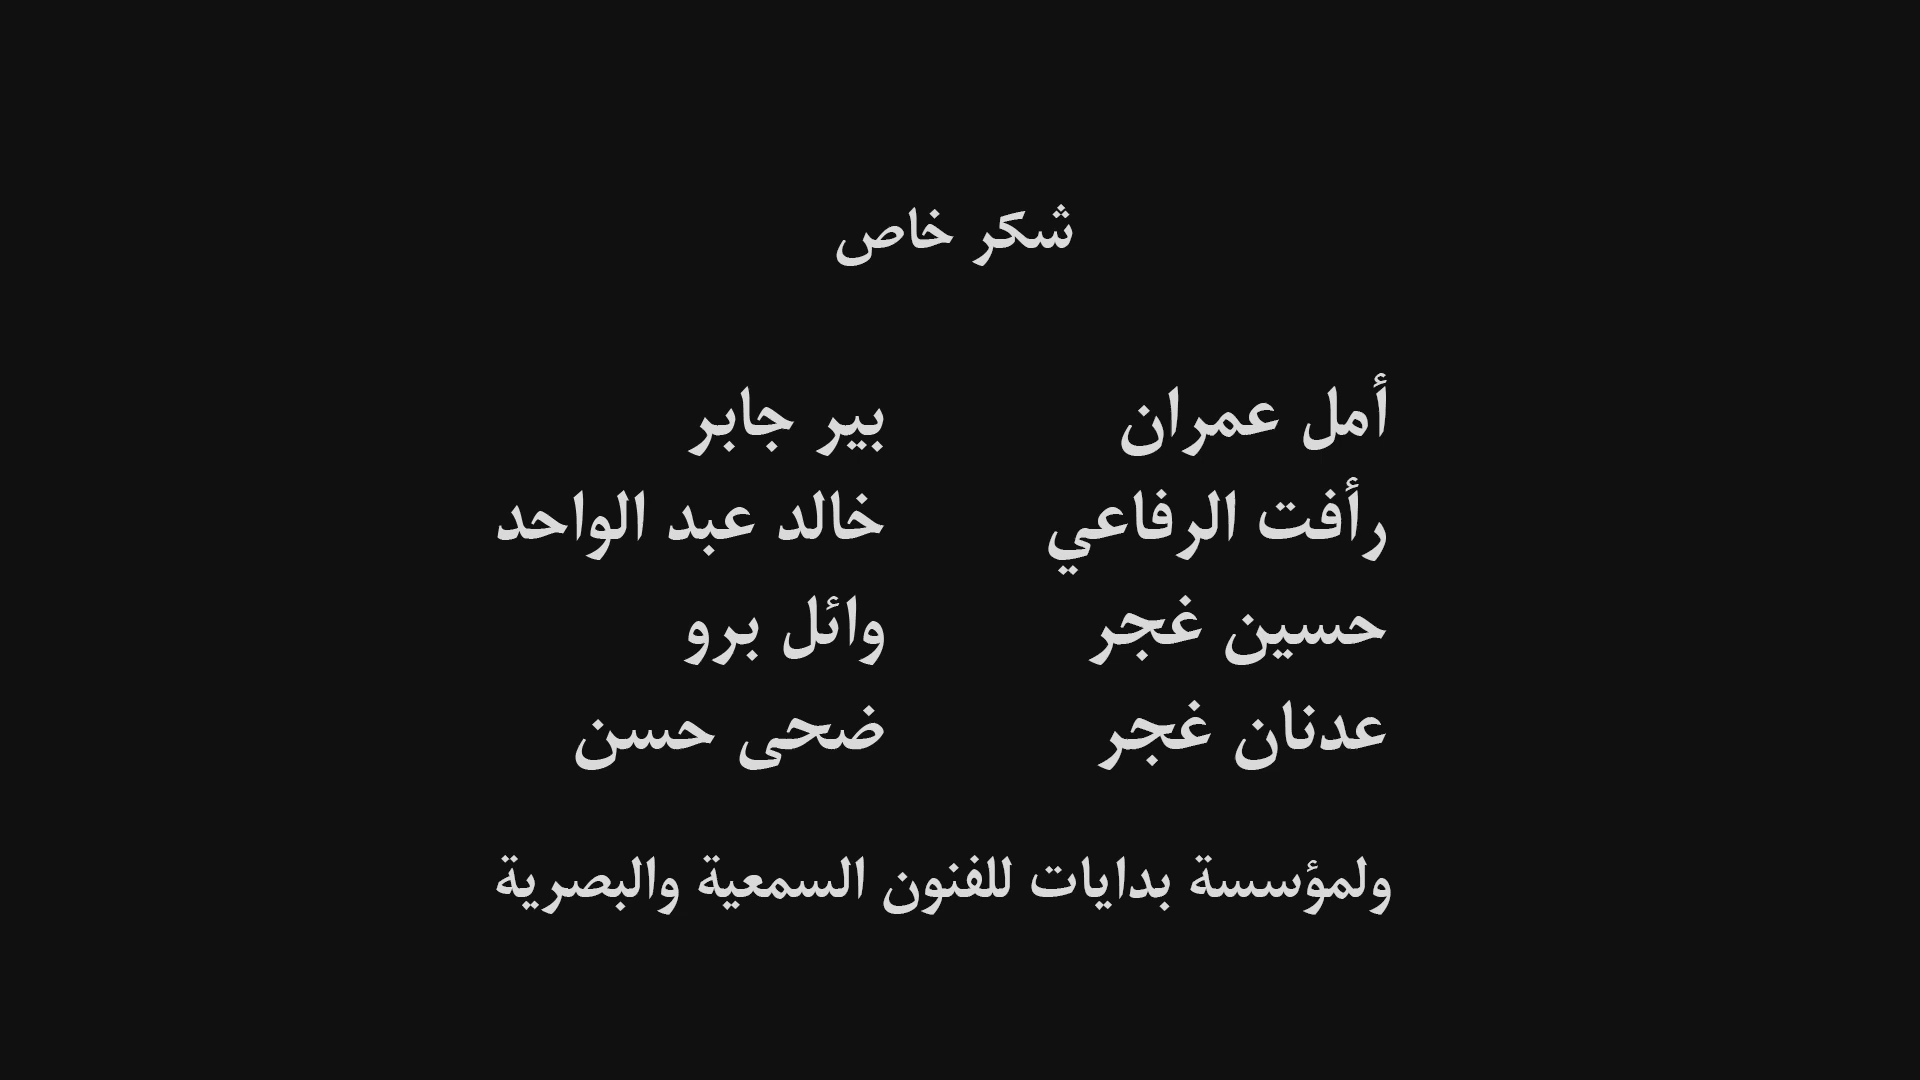 شكر خاص
أمل عمران بيير جابر
رأفت الرفاعي خالد عبد الواحد
حسين غجر وائل برو
عدنان غجر ضحى حسن
ولمؤسسة بدايات للفنون السمعية والبصرية